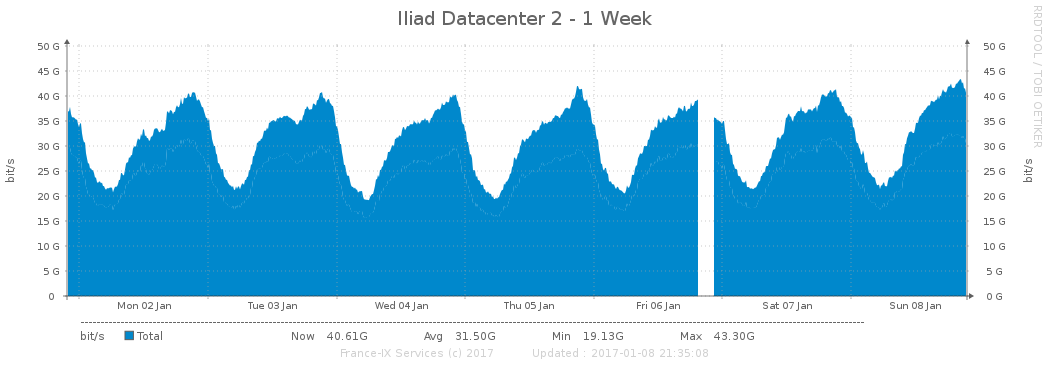 Iliad Datacenter 2 - 1 Week
RRDTOOL / TOBI OETIKER
50 G 50 G
45 G 45 G
40 G 40 G
35 G 35 G
30 G 30 G
25 G 25 G
20 G 20 G
15 G 15 G
10 G 10 G
5 G 5 G
0 0 G
bit/s bit/s
Mon 02 Jan Tue 03 Jan Wed 04 Jan Thu 05 Jan Fri 06 Jan Sat 07 Jan Sun 08 Jan
bit/s Total Now 40.61G Avg 31.50G Min 19.13G Max 43.30G
France-IX Services (c) 2017 Updated : 2017-01-08 21:35:08